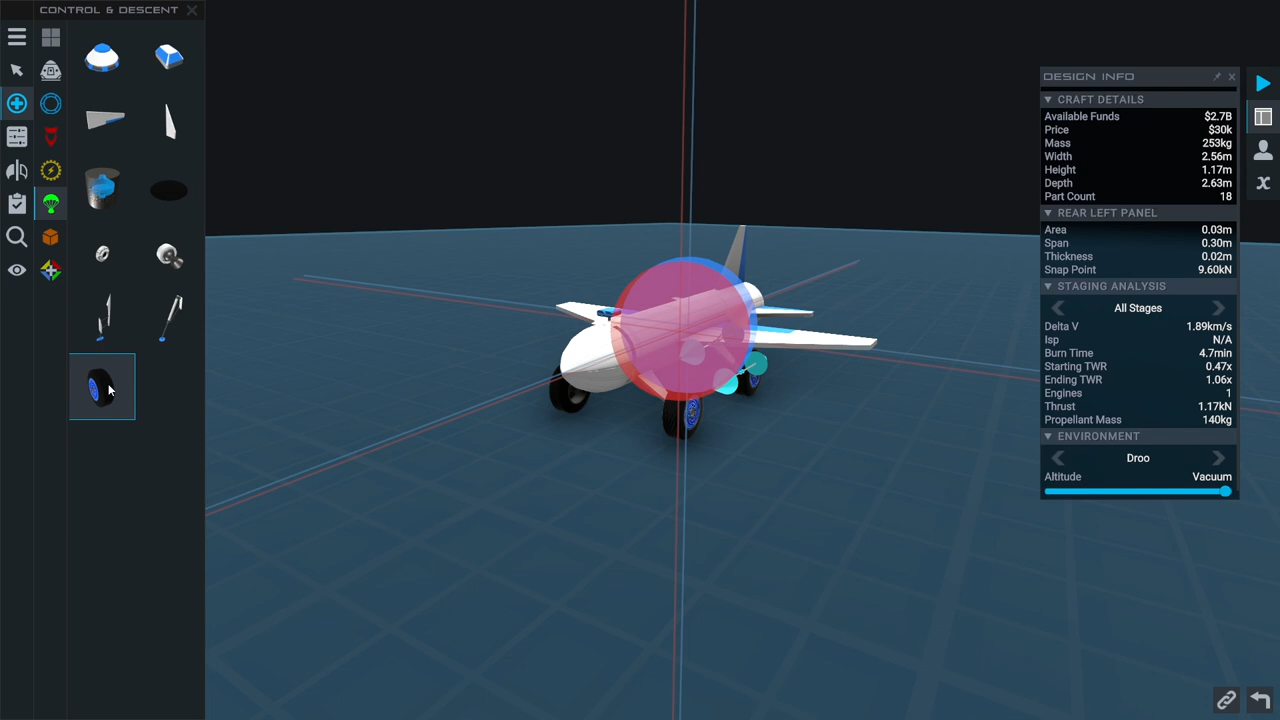 CONTROL & DESCENT
DESIGN INFO
CRAFT DETAILS
Available Funds $2.7B
Price $30k
Mass 253kg
Width 2.56m
Height 1.17m
Depth 2.63m
Part Count 18
REAR LEFT PANEL
Area 0.03m
Span 0.30m
Thickness 0.02m
Snap Point 9.60kN
STAGING ANALYSIS
All Stages
Delta V 1.89km/s
Isp N/A
Burn Time 4.7min
Starting TWR 0.47x
Ending TWR 1.06x
Engines 1
Thrust 1.17kN
Propellant Mass 140kg
ENVIRONMENT
Droo
Altitude Vacuum